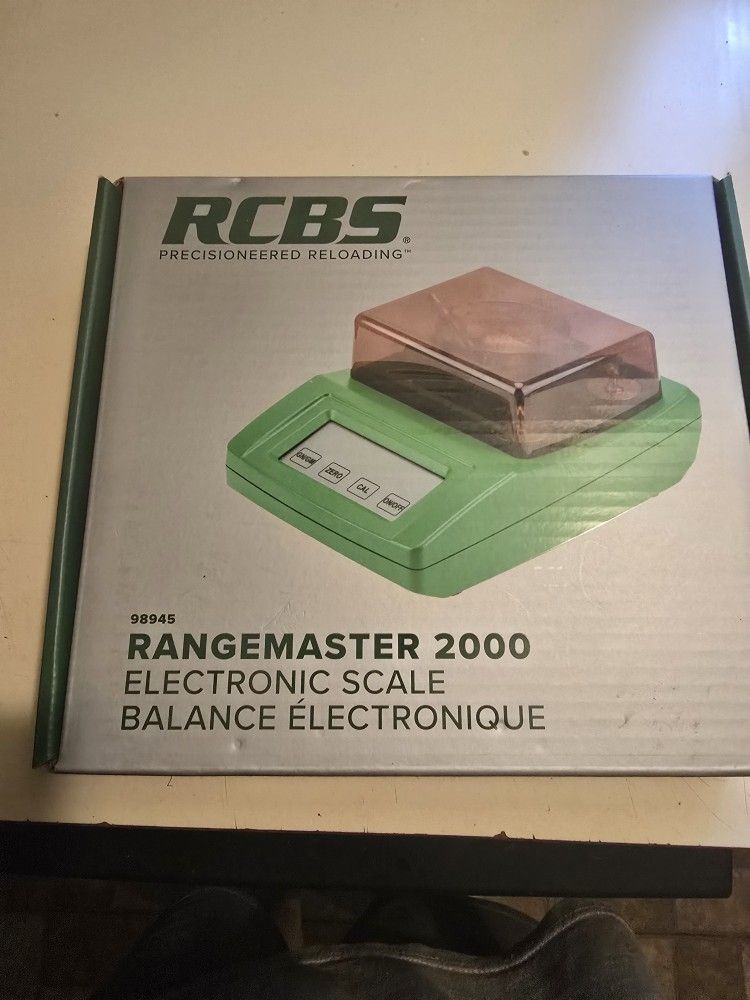 RCBS®
PRECISIONEERED RELOADING™
GN/GM
ZERO
CAL
ON/OFF
98945
RANGEMASTER 2000
ELECTRONIC SCALE
BALANCE ÉLECTRONIQUE